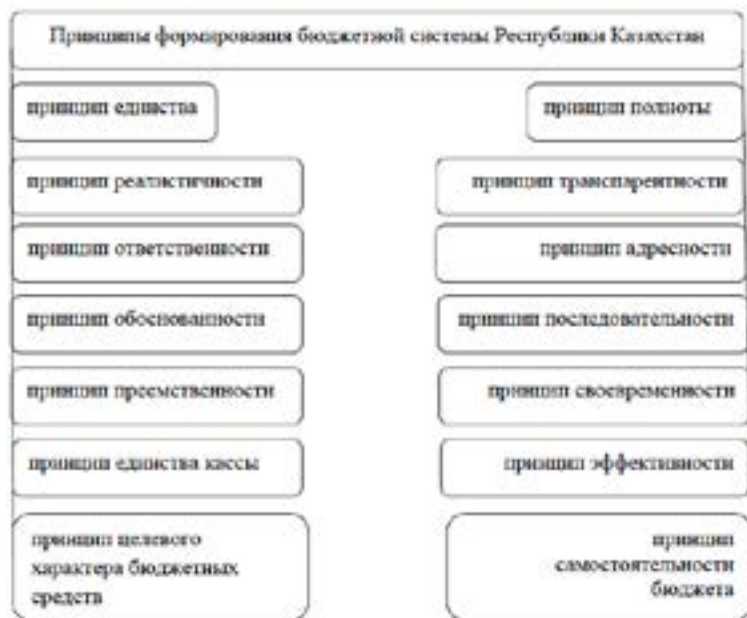 Принципы формирования бюджетной системы Республики Казахстан
принцип единства
принцип полноты
принцип реалистичности
принцип транспарентности
принцип ответственности
принцип адресности
принцип обоснованности
принцип последовательности
принцип преемственности
принцип своевременности
принцип единства кассы
принцип эффективности
принцип целевого
характера бюджетных
средств
принцип
самостоятельности
бюджета